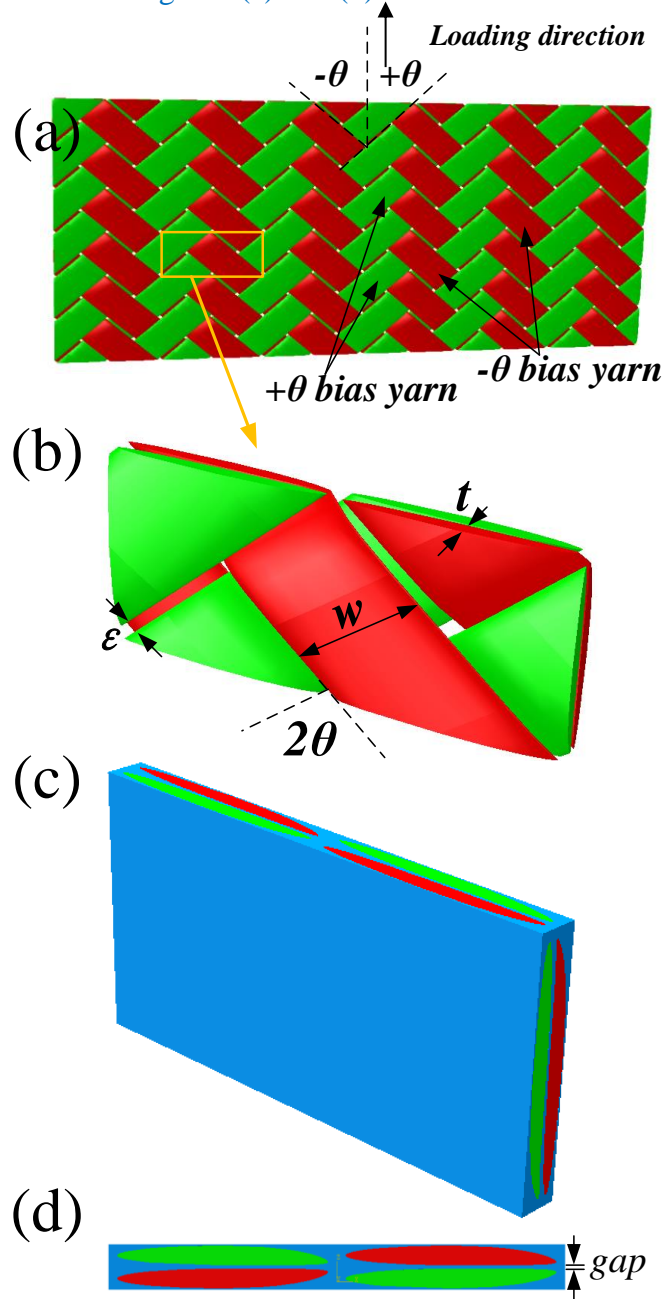 Loading direction
-θ
+θ
(a)
+θ bias yarn
-θ bias yarn
(b)
t
w
ε
2θ
(c)
(d)
gap